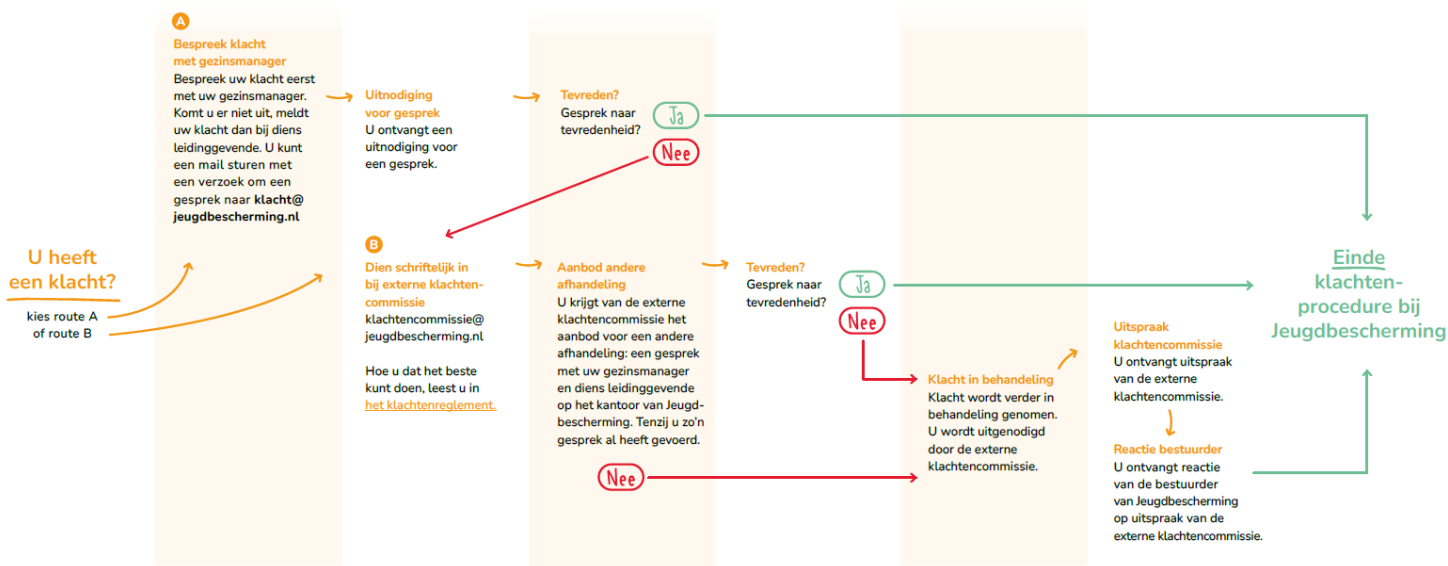 U heeft
een klacht?
kies route A
of route B
A
Bespreek klacht
met gezinsmanager
Bespreek uw klacht eerst
met uw gezinsmanager.
Komt u er niet uit, meldt
uw klacht dan bij diens
leidinggevende. U kunt
een mail sturen met
een verzoek om een
gesprek naar klacht@
jeugdbescherming.nl
Uitnodiging
voor gesprek
U ontvangt een
uitnodiging voor
een gesprek.
Tevreden?
Gesprek naar
tevredenheid?
Ja
Nee
B
Dien schriftelijk in
bij externe klachten-
commissie
klachtencommissie@
jeugdbescherming.nl
Hoe u dat het beste
kunt doen, leest u in
het klachtenreglement.
Aanbod andere
afhandeling
U krijgt van de externe
klachtencommissie het
aanbod voor een andere
afhandeling: een gesprek
met uw gezinsmanager
en diens leidinggevende
op het kantoor van Jeugd-
bescherming. Tenzij u zo'n
gesprek al heeft gevoerd.
Nee
Tevreden?
Gesprek naar
tevredenheid?
Ja
Nee
Klacht in behandeling
Klacht wordt verder in
behandeling genomen.
U wordt uitgenodigd
door de externe
klachtencommissie.
Uitspraak
klachtencommissie
U ontvangt uitspraak
van de externe
klachtencommissie.
Reactie bestuurder
U ontvangt reactie
van de bestuurder
van Jeugdbescherming
op uitspraak van de
externe klachtencommissie.
Einde
klachten-
procedure bij
Jeugdbescherming